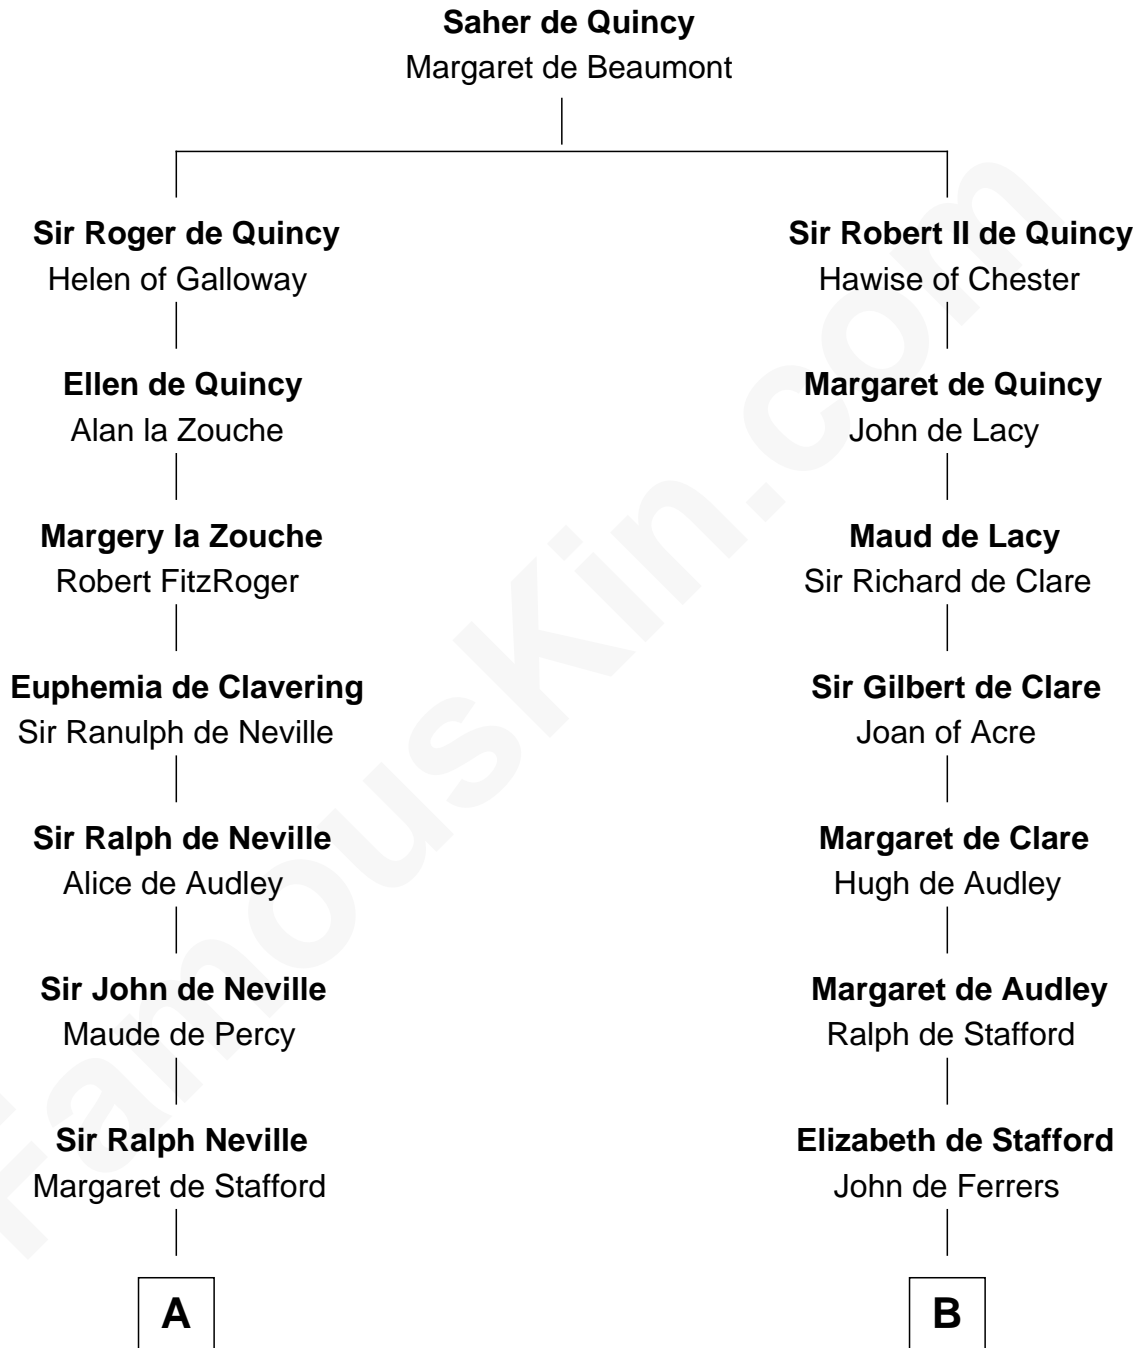 Saher de Quincy
Margaret de Beaumont
Sir Roger de Quincy
Helen of Galloway
Sir Robert II de Quincy
Hawise of Chester
Ellen de Quincy
Alan la Zouche
Margaret de Quincy
John de Lacy
Margery la Zouche
Robert FitzRoger
Maud de Lacy
Sir Richard de Clare
Euphemia de Clavering
Sir Ranulph de Neville
Sir Gilbert de Clare
Joan of Acre
Sir Ralph de Neville
Alice de Audley
Margaret de Clare
Hugh de Audley
Sir John de Neville
Maude de Percy
Margaret de Audley
Ralph de Stafford
Sir Ralph Neville
Margaret de Stafford
Elizabeth de Stafford
John de Ferrers
A
B
FamousKin.com